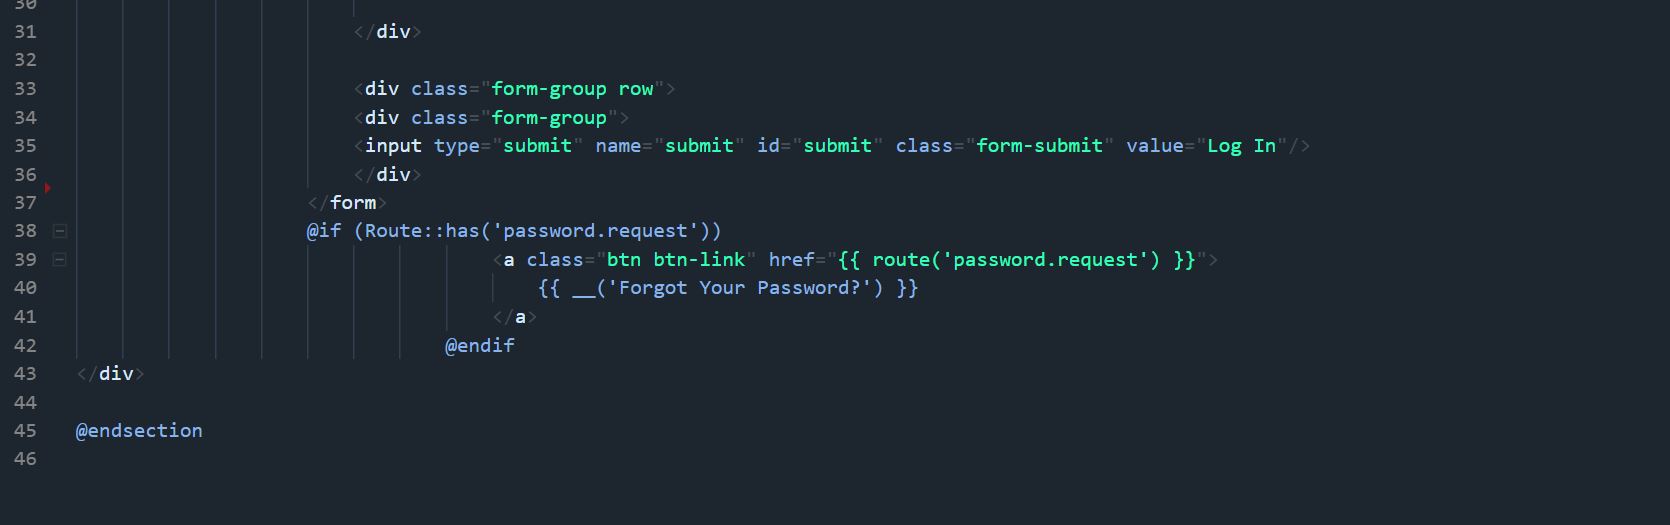 30
31 </div>
32
33 <div class="form-group row">
34 <div class="form-group">
35 <input type="submit" name="submit" id="submit" class="form-submit" value="Log In"/>
36 </div>
37 </form>
38 @if (Route::has('password.request'))
39 <a class="btn btn-link" href="{{ route('password.request') }}">
40 {{ __('Forgot Your Password?') }}
41 </a>
42 @endif
43 </div>
44
45 @endsection
46